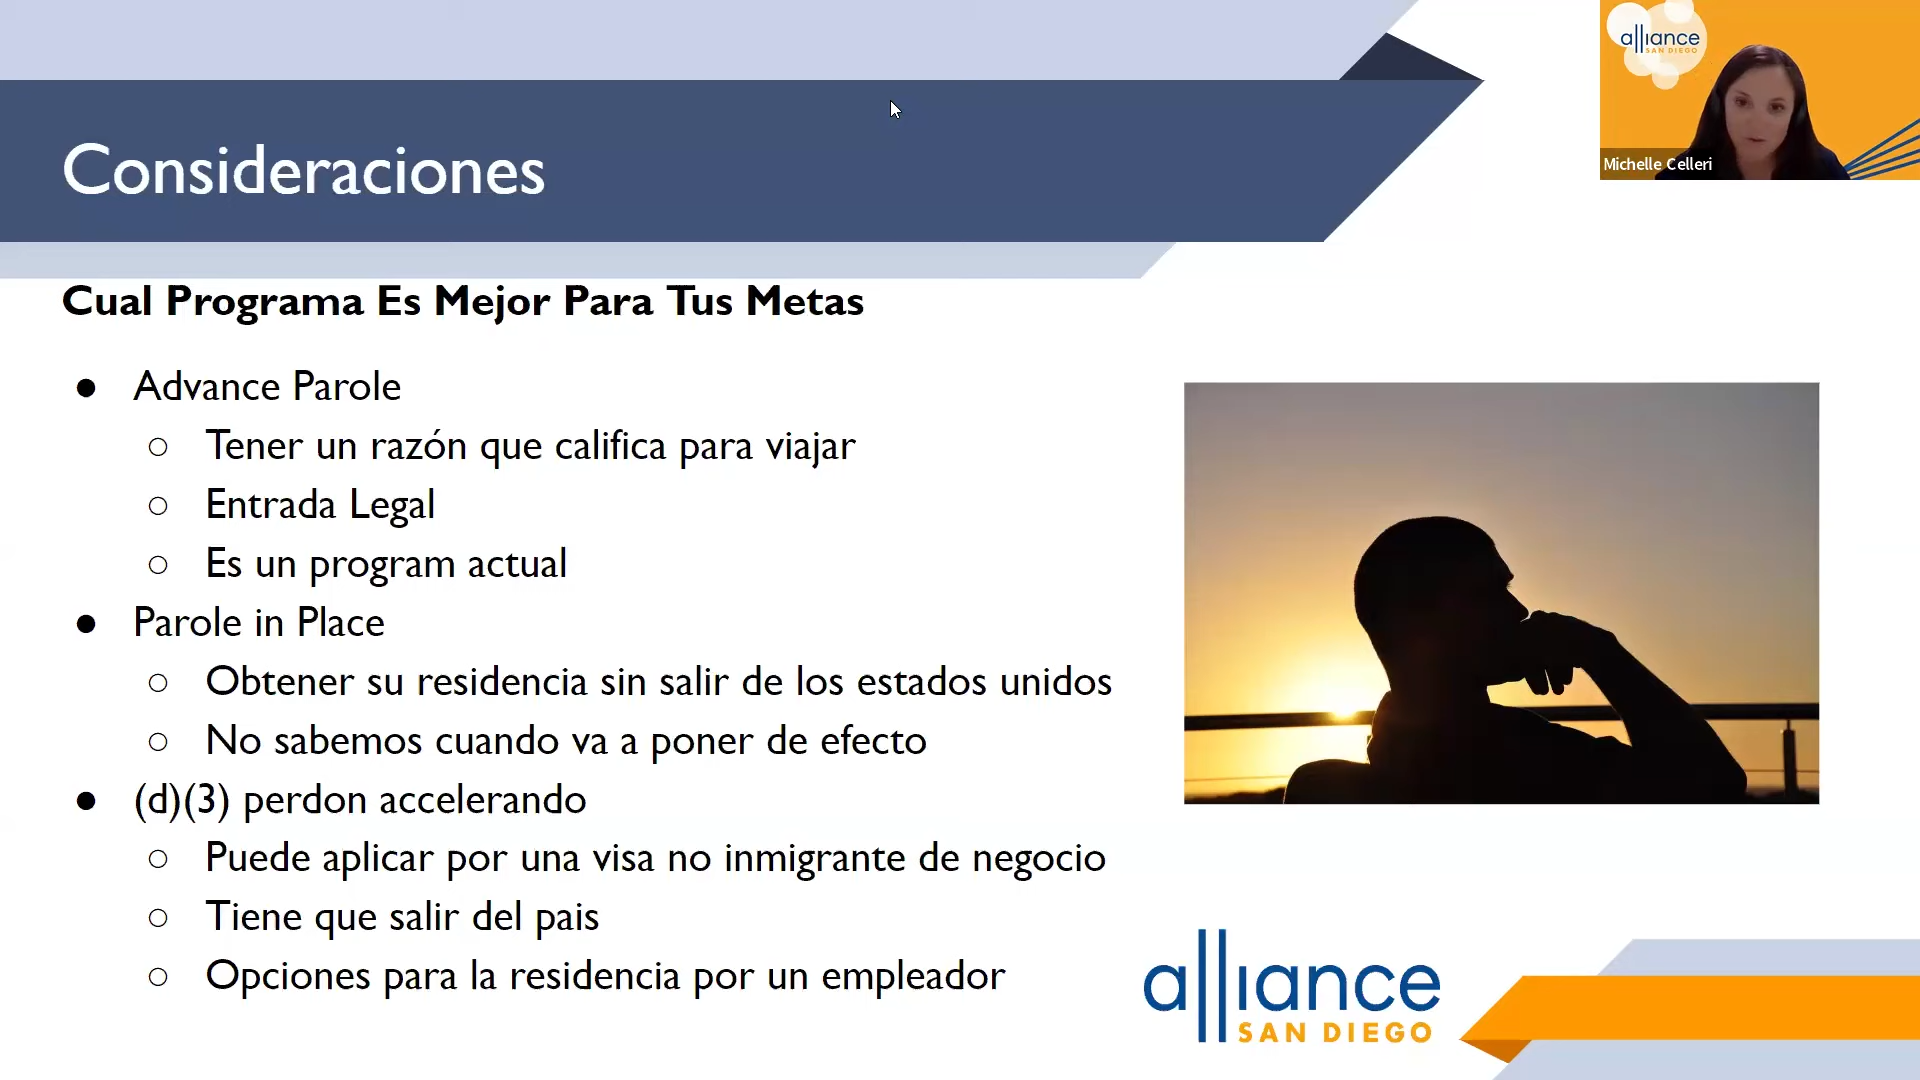 Consideraciones
alliance
SAN DIEGO
Michelle Celleri
Cual Programa Es Mejor Para Tus Metas
● Advance Parole
○ Tener un razón que califica para viajar
○ Entrada Legal
○ Es un program actual
● Parole in Place
○ Obtener su residencia sin salir de los estados unidos
○ No sabemos cuando va a poner de efecto
● (d)(3) perdon accelerando
○ Puede aplicar por una visa no inmigrante de negocio
○ Tiene que salir del pais
○ Opciones para la residencia por un empleador
alliance
SAN DIEGO